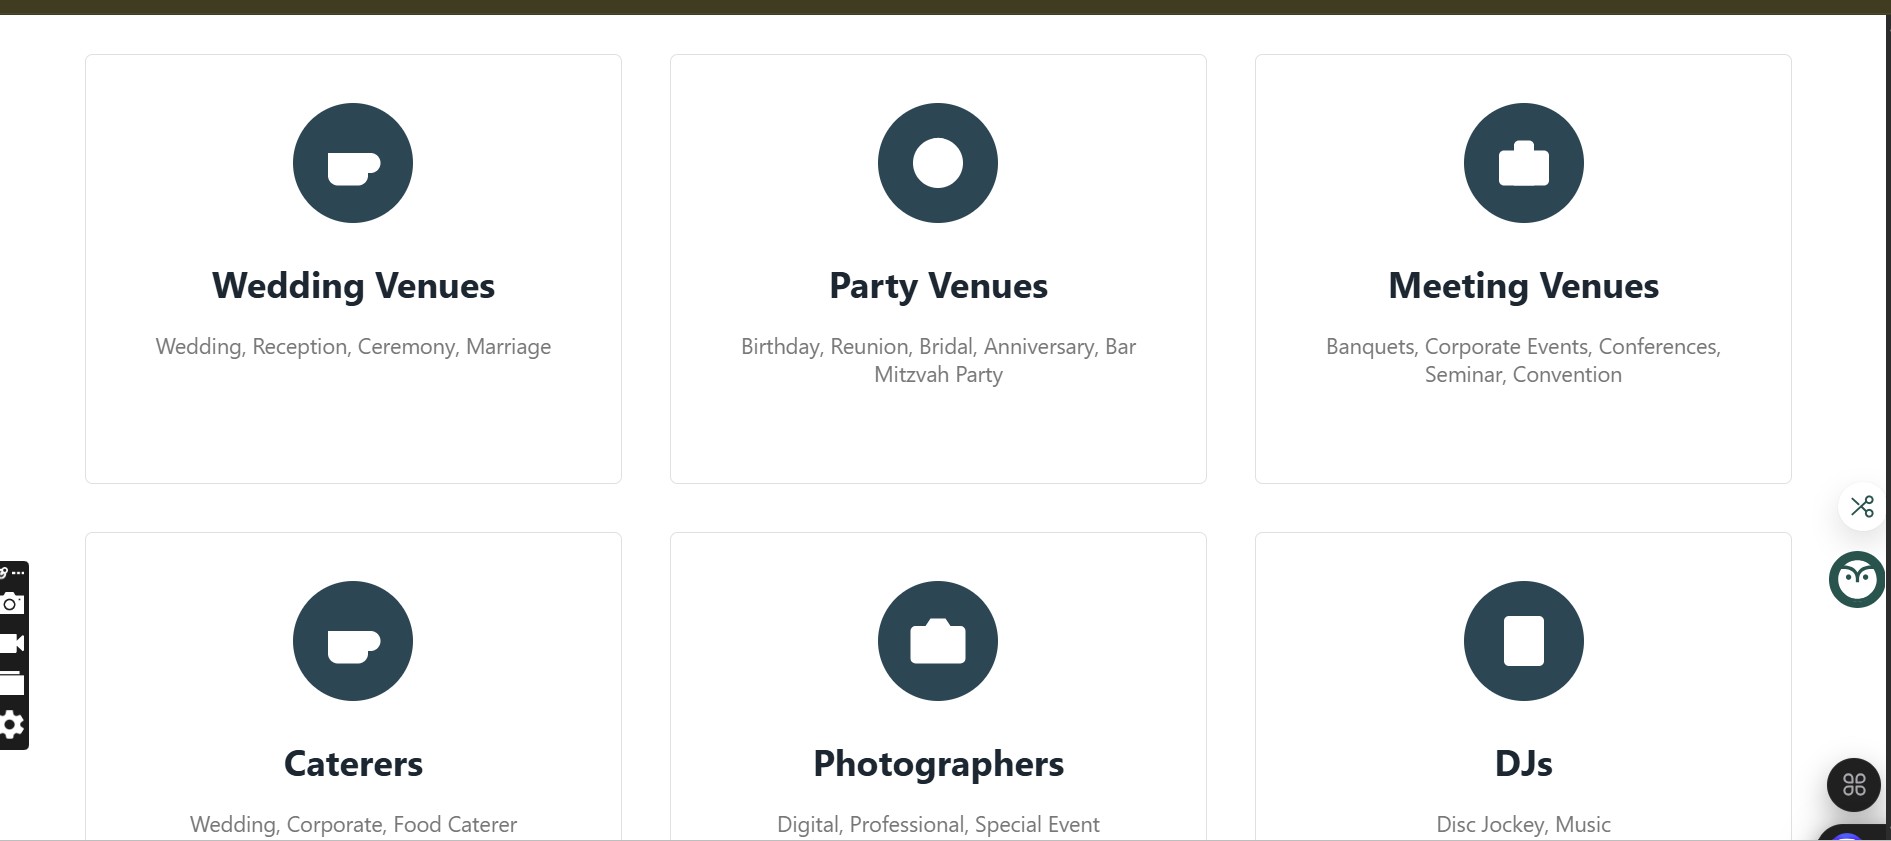 Wedding Venues
Wedding, Reception, Ceremony, Marriage
Party Venues
Birthday, Reunion, Bridal, Anniversary, Bar
Mitzvah Party
Meeting Venues
Banquets, Corporate Events, Conferences,
Seminar, Convention
Caterers
Wedding, Corporate, Food Caterer
Photographers
Digital, Professional, Special Event
DJs
Disc Jockey, Music